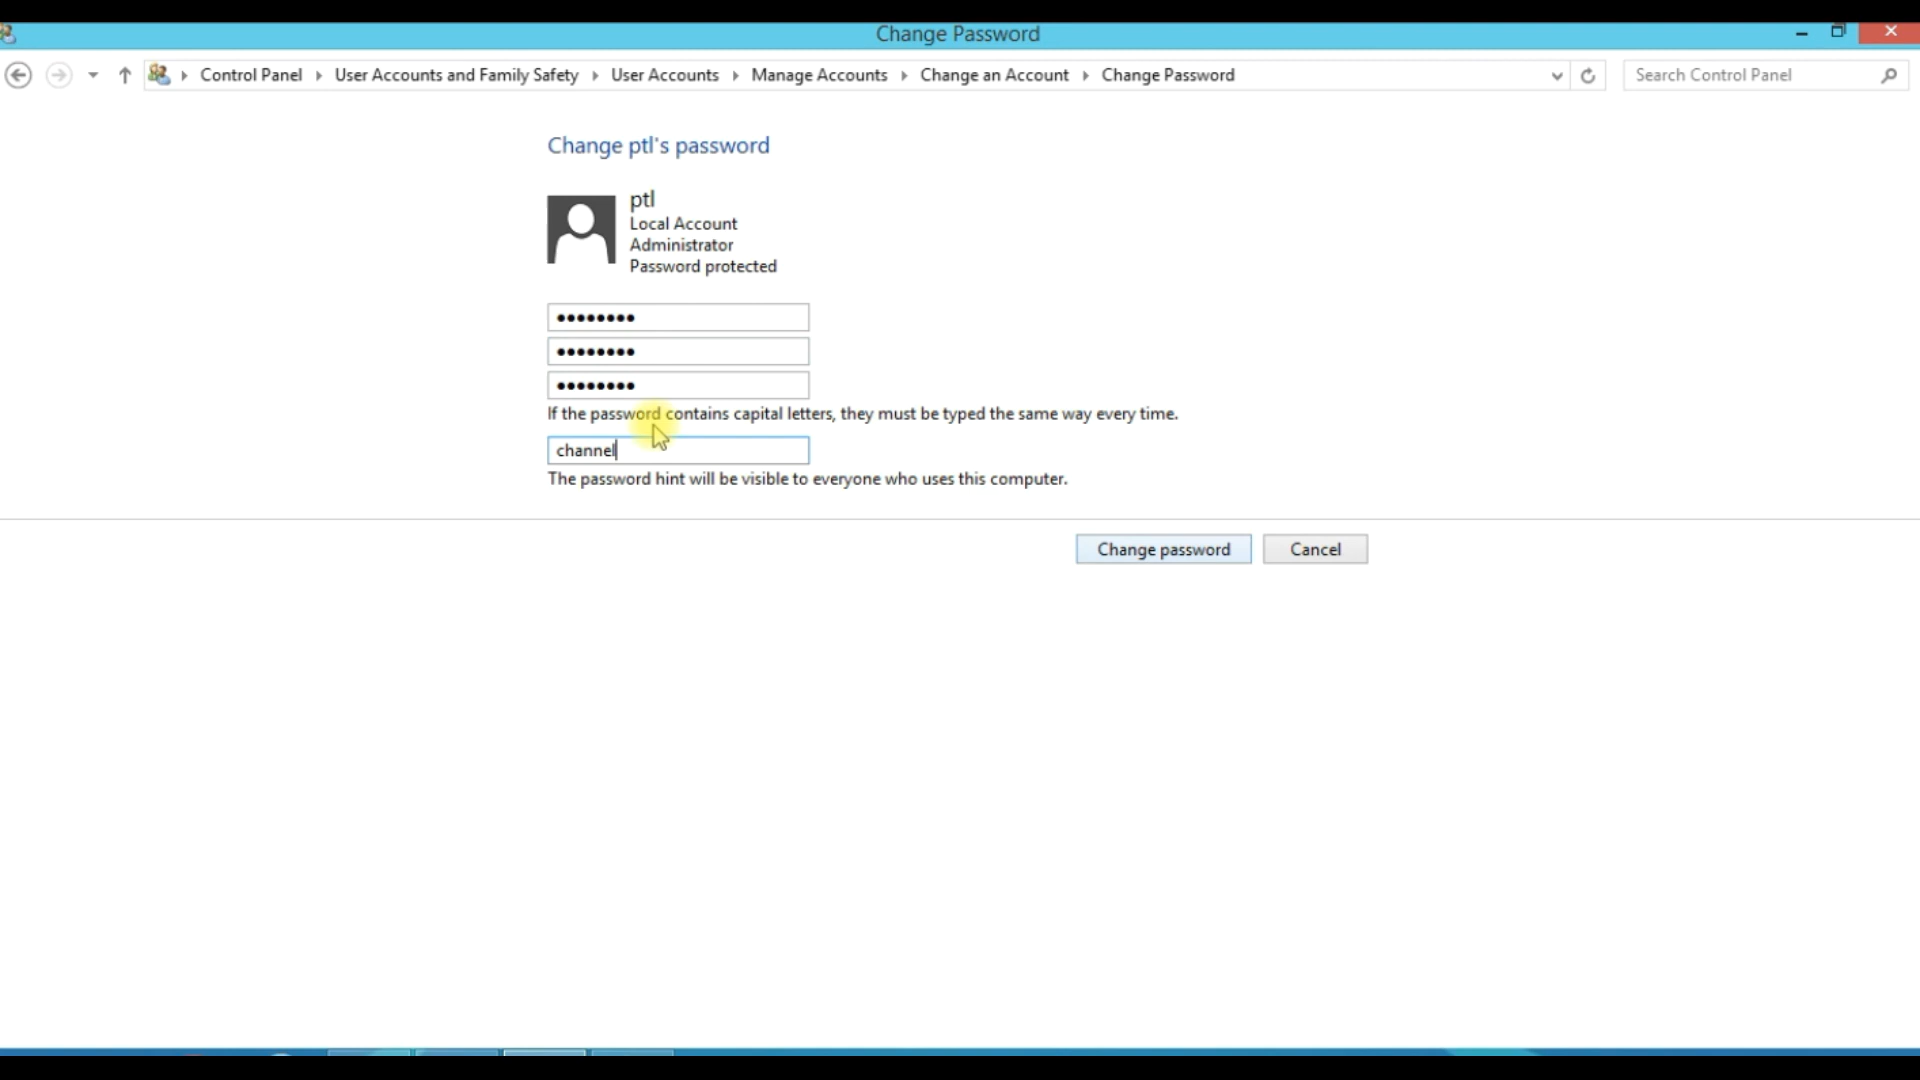 Change Password
Control Panel User Accounts and Family Safety User Accounts Manage Accounts Change an Account Change Password
Search Control Panel
Change ptl's password
ptl
Local Account
Administrator
Password protected
••••••••
••••••••
••••••••
If the password contains capital letters, they must be typed the same way every time.
channel
The password hint will be visible to everyone who uses this computer.
Change password Cancel